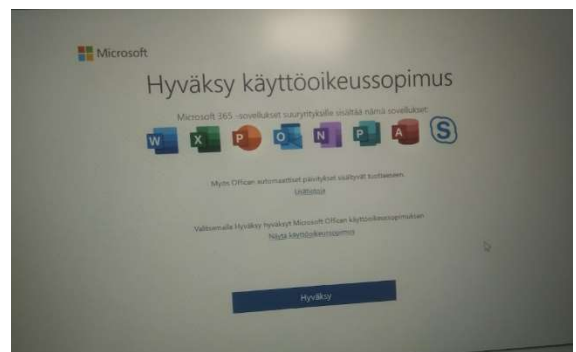 Microsoft
Hyväksy käyttöoikeussopimus
Microsoft 365 -sovellukset suuryrityksille sisältää nämä sovellukset:
W X P O N P A S
Myös Officen automaattiset päivitykset sisältyvät tuotteeseen.
Lisätietoja
Valitsemalla Hyväksy hyväksyt Microsoft Officen käyttöoikeussopimuksen
Näytä käyttöoikeussopimus
Hyväksy